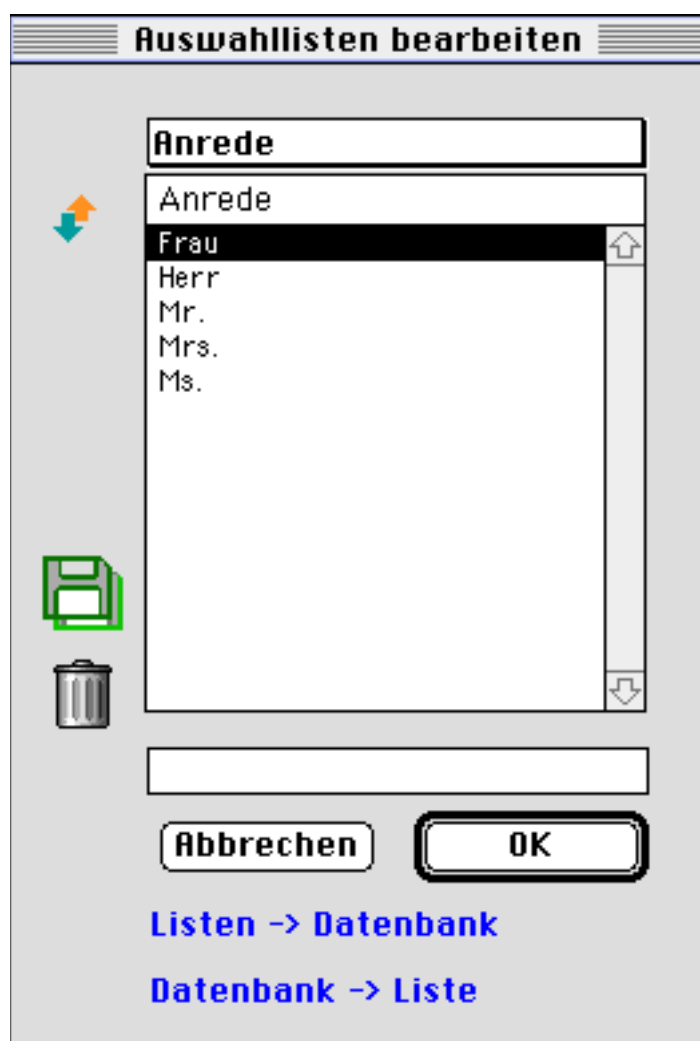 Auswahllisten bearbeiten
Anrede
Anrede
Frau
Herr
Mr.
Mrs.
Ms.
Abbrechen
OK
Listen -> Datenbank
Datenbank -> Liste